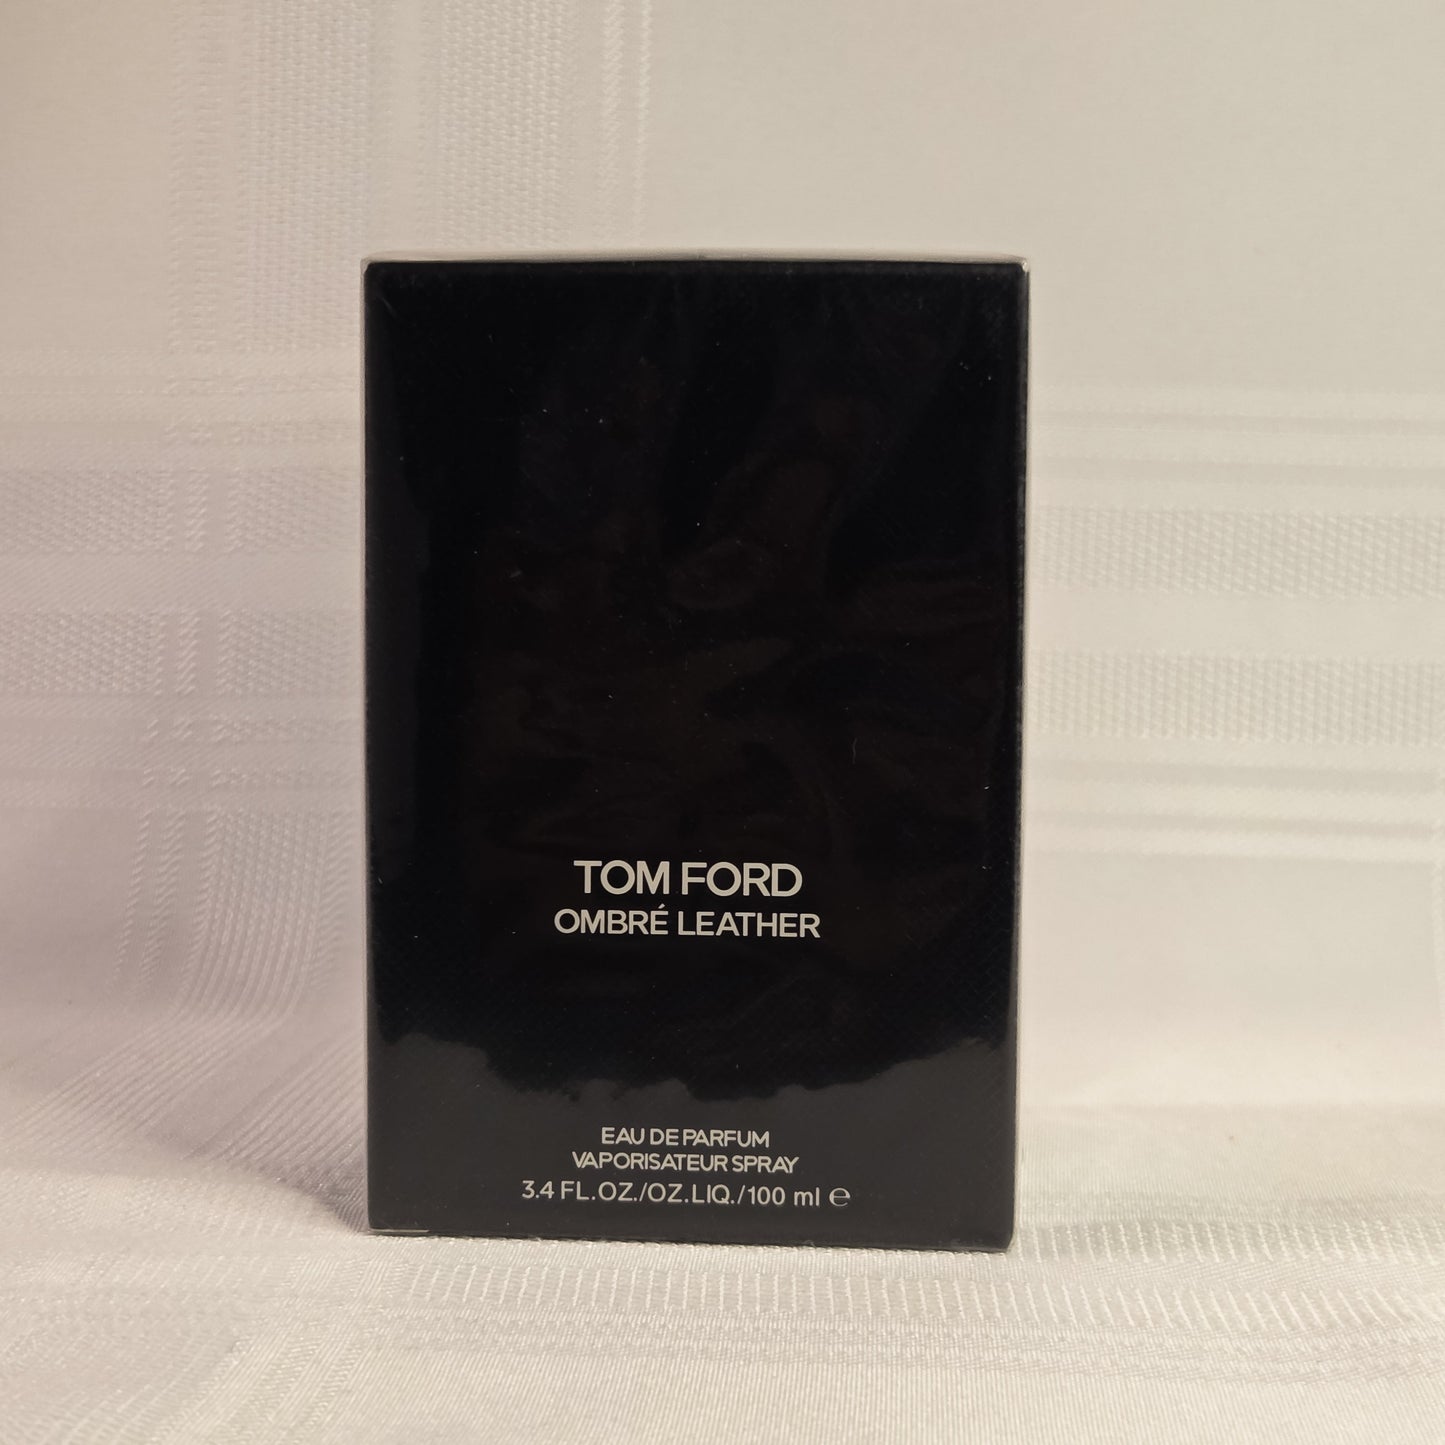 TOM FORD
OMBRÉ LEATHER
EAU DE PARFUM
VAPORISATEUR SPRAY
3.4 FL.OZ./OZ.LIQ./100 ml ℮